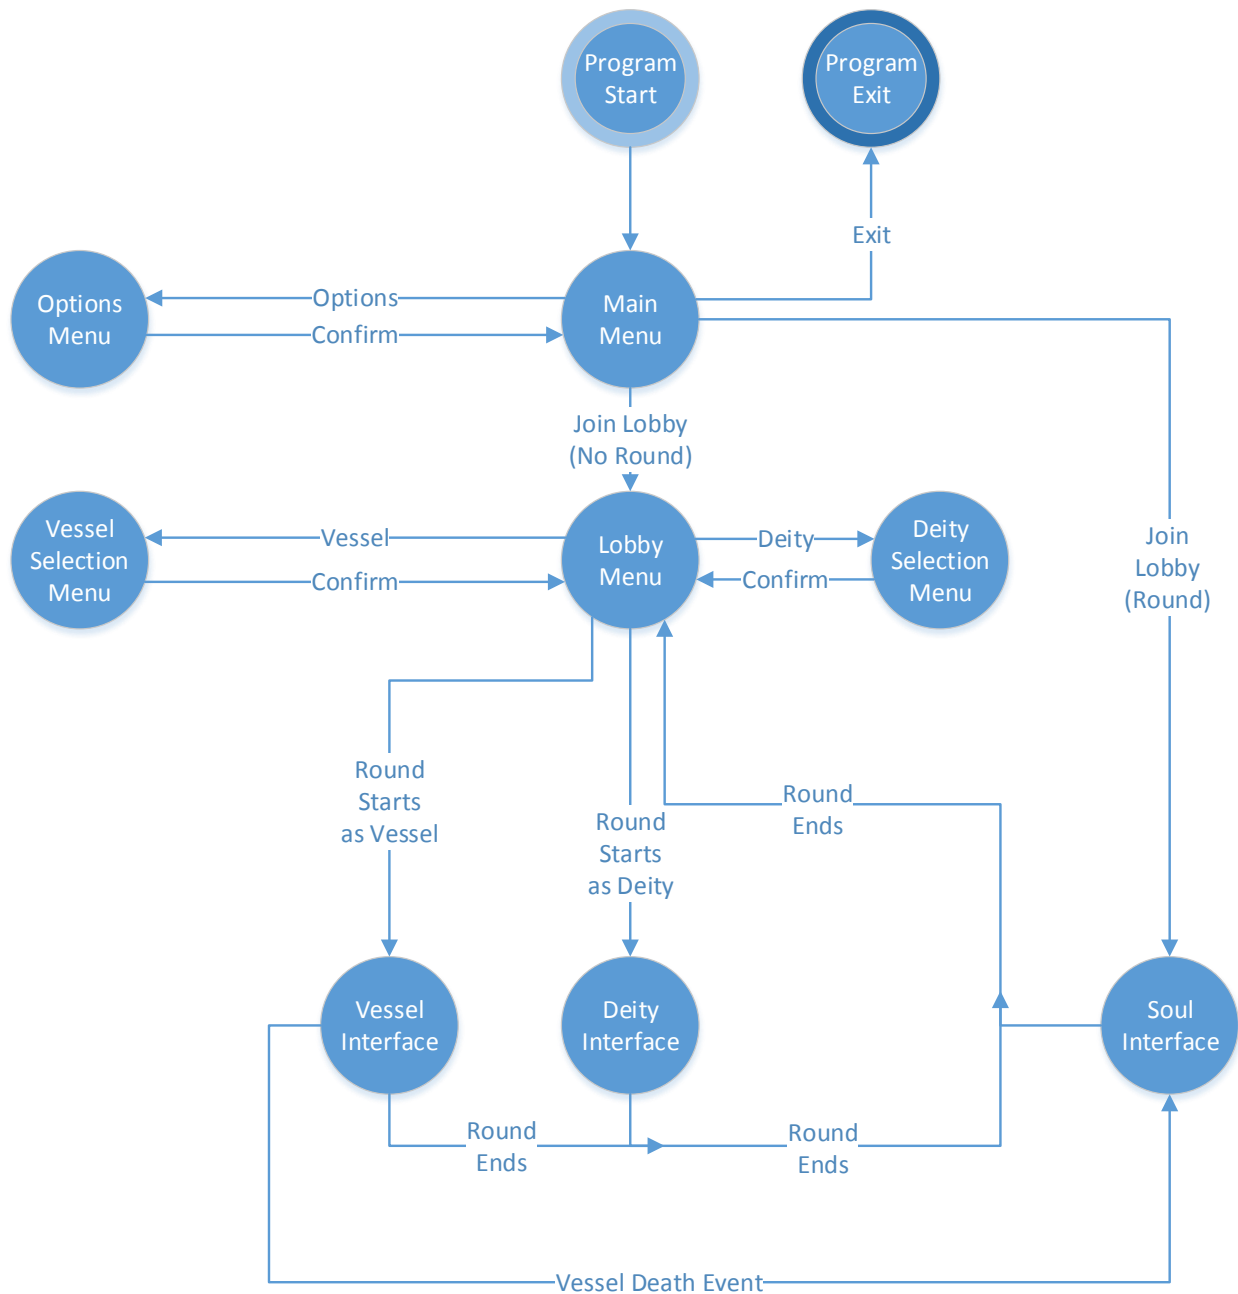 Program
Start
Program
Exit
Exit
Options
Menu
Options
Confirm
Main
Menu
Join Lobby
(No Round)
Vessel
Selection
Menu
Vessel
Confirm
Lobby
Menu
Deity
Confirm
Deity
Selection
Menu
Join
Lobby
(Round)
Round
Starts
as Vessel
Round
Starts
as Deity
Round
Ends
Vessel
Interface
Deity
Interface
Soul
Interface
Round
Ends
Round
Ends
Vessel Death Event